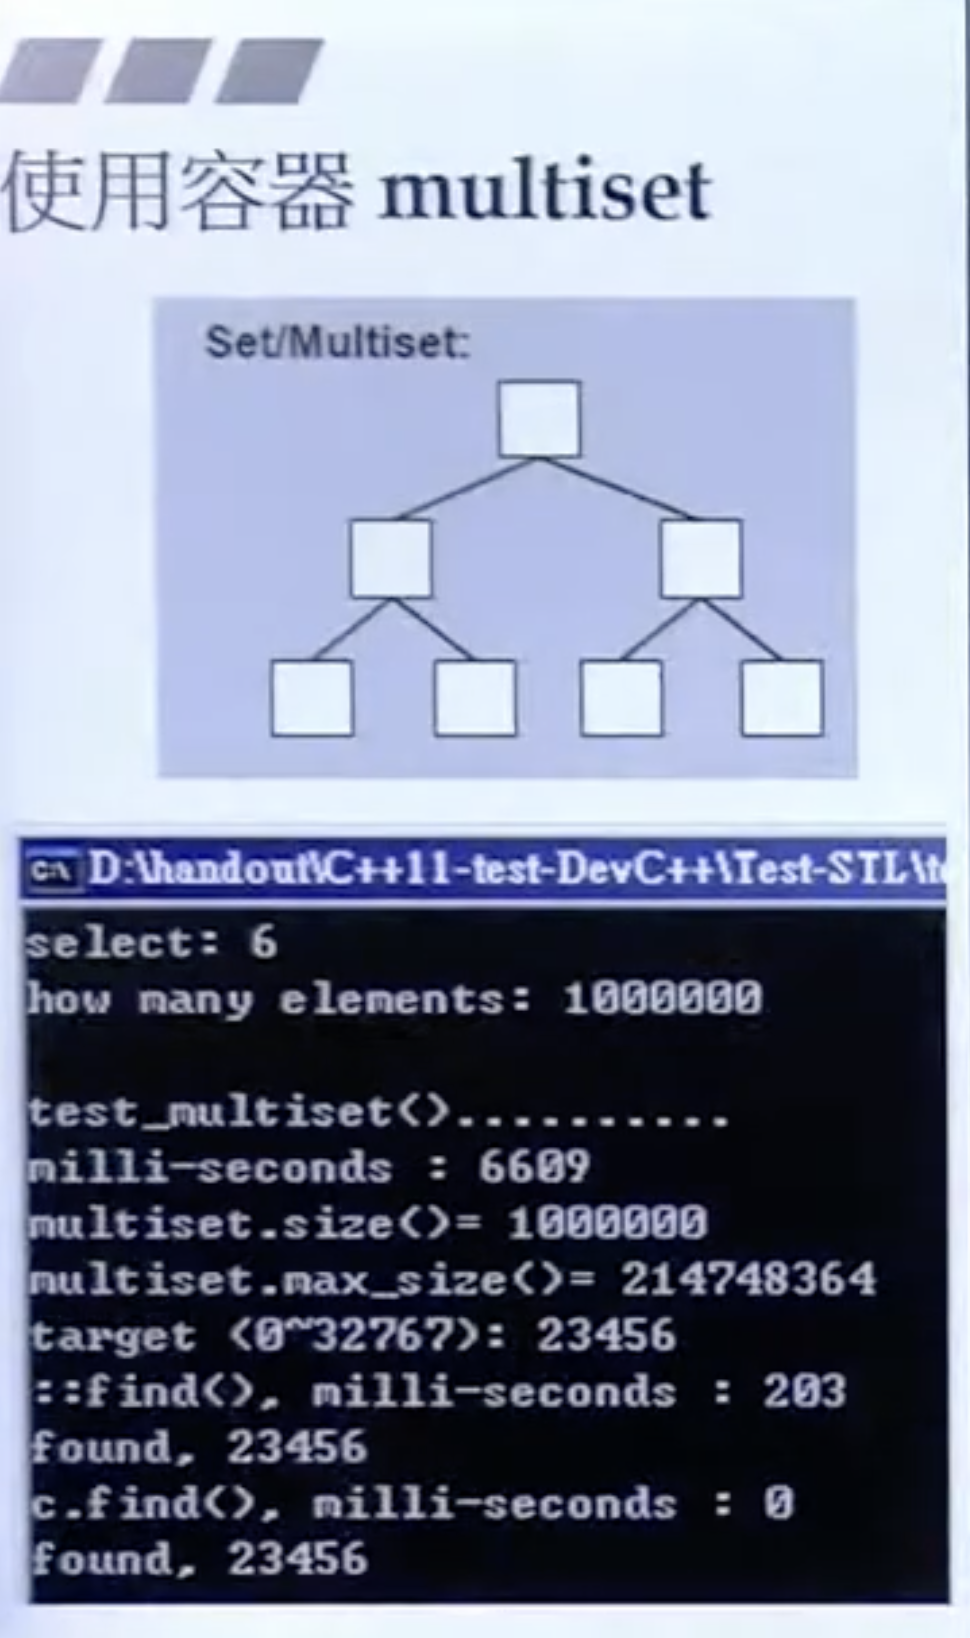 使用容器 multiset
Set/Multiset:
D:\handout\C++11-test-DevC++\Test-STL\
select: 6
how many elements: 1000000
test_multiset()..........
milli-seconds : 6609
multiset.size()= 1000000
multiset.max_size()= 214748364
target (0~32767): 23456
::find(), milli-seconds : 203
found, 23456
c.find(), milli-seconds : 0
found, 23456